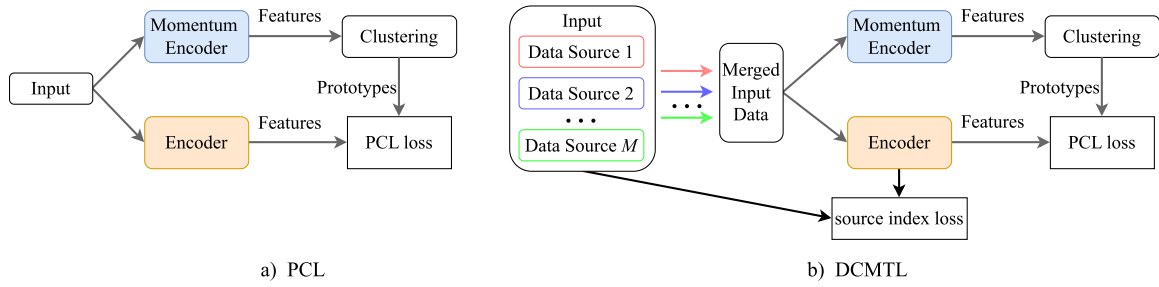 Input
Momentum
Encoder
Features
Clustering
Prototypes
Encoder
Features
PCL loss
a) PCL
Input
Data Source 1
Data Source 2
...
Data Source M
...
Merged
Input
Data
Momentum
Encoder
Features
Clustering
Prototypes
Encoder
Features
PCL loss
source index loss
b) DCMTL